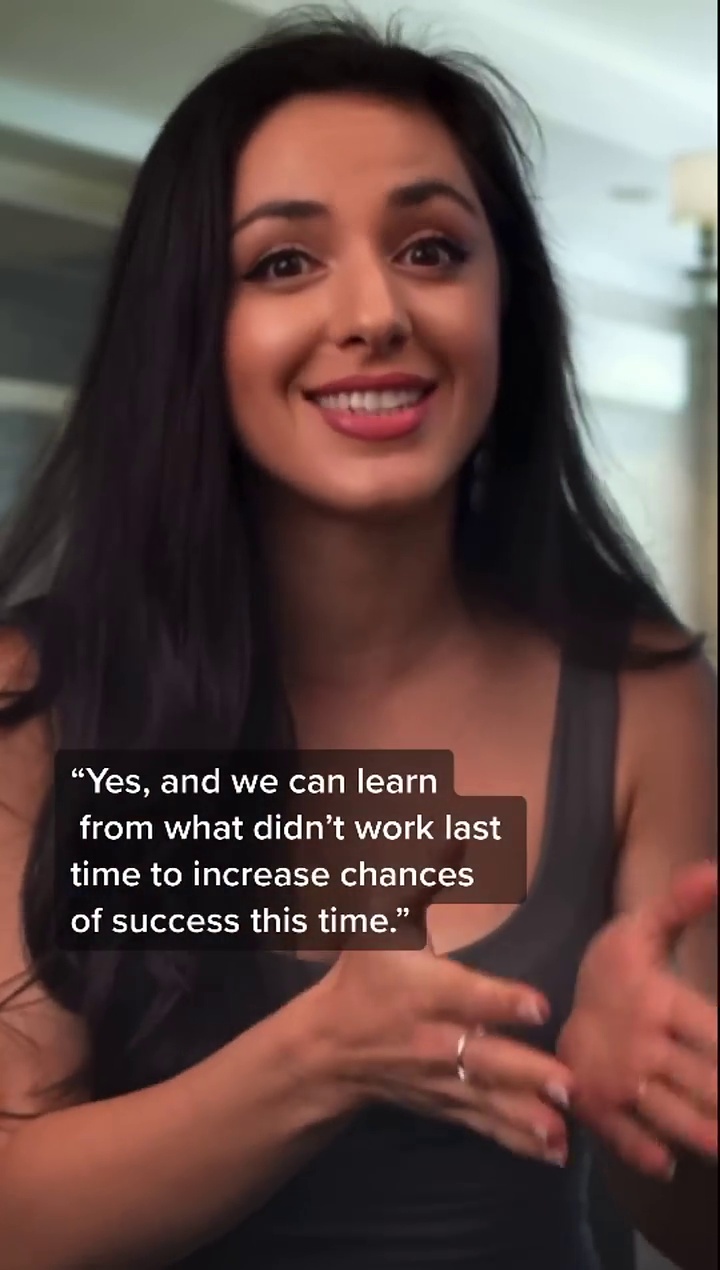 “Yes, and we can learn
from what didn’t work last
time to increase chances
of success this time.”